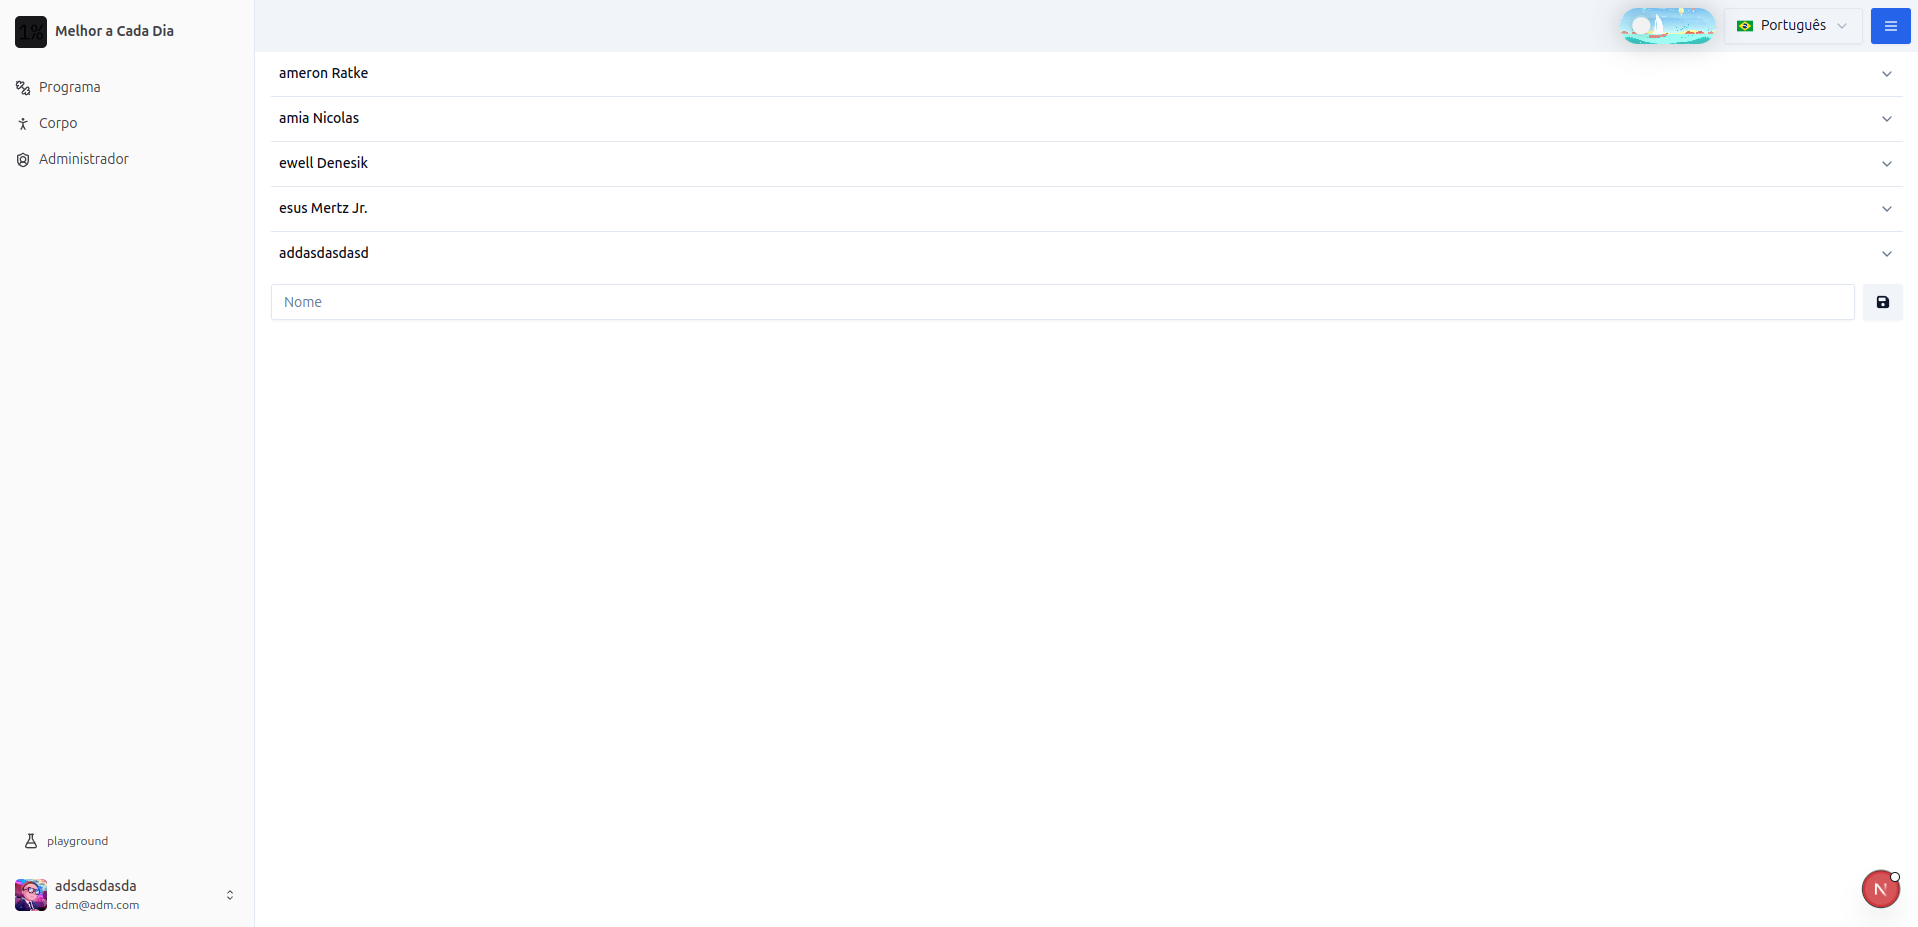 1%
Melhor a Cada Dia
Português
Programa
Corpo
Administrador
ameron Ratke
amia Nicolas
ewell Denesik
esus Mertz Jr.
addasdasdasd
Nome
playground
adsdasdasda
adm@adm.com
N